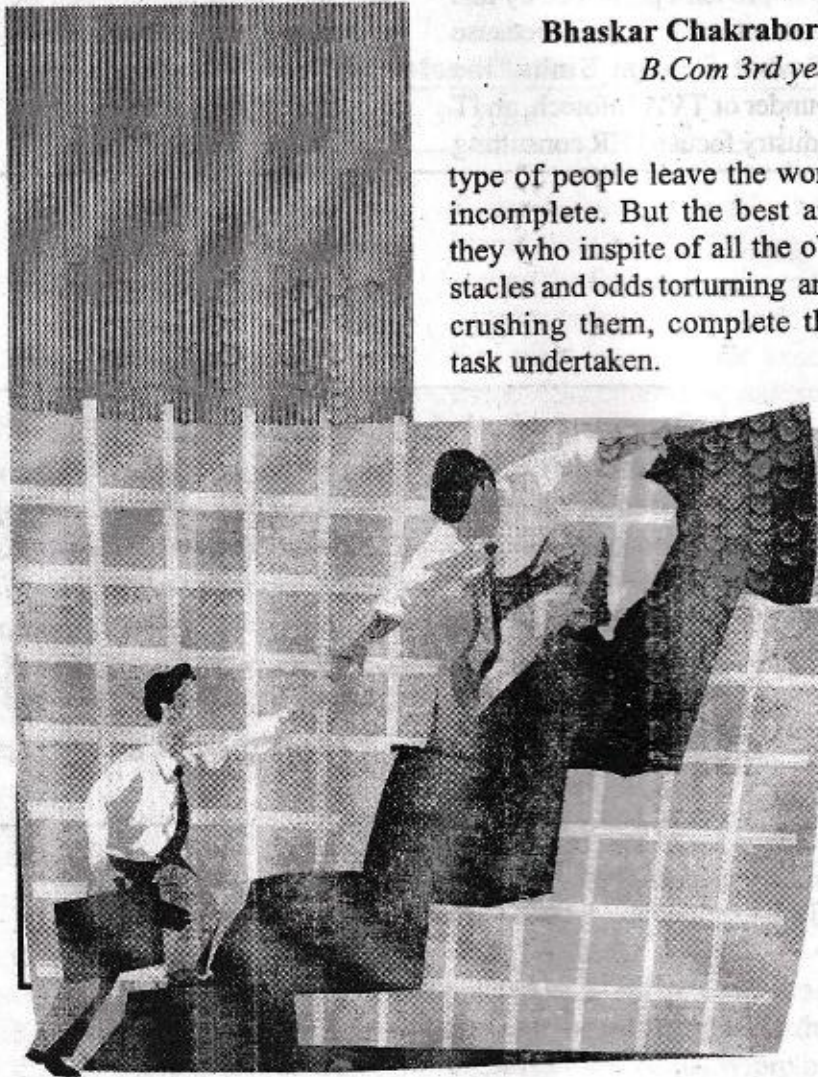 Bhaskar Chakrabor
B.Com 3rd ye
type of people leave the wor
incomplete. But the best a
they who inspite of all the o
stacles and odds torturning ar
crushing them, complete th
task undertaken.